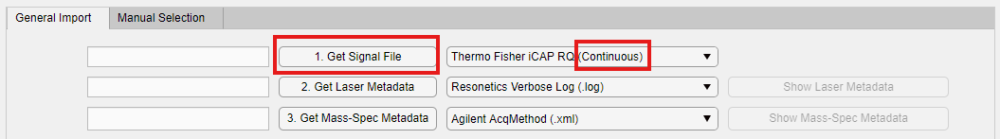 General Import Manual Selection
1. Get Signal File Thermo Fisher iCAP RQ (Continuous)
2. Get Laser Metadata Resonetics Verbose Log (.log) Show Laser Metadata
3. Get Mass-Spec Metadata Agilent AcqMethod (.xml) Show Mass-Spec Metadata